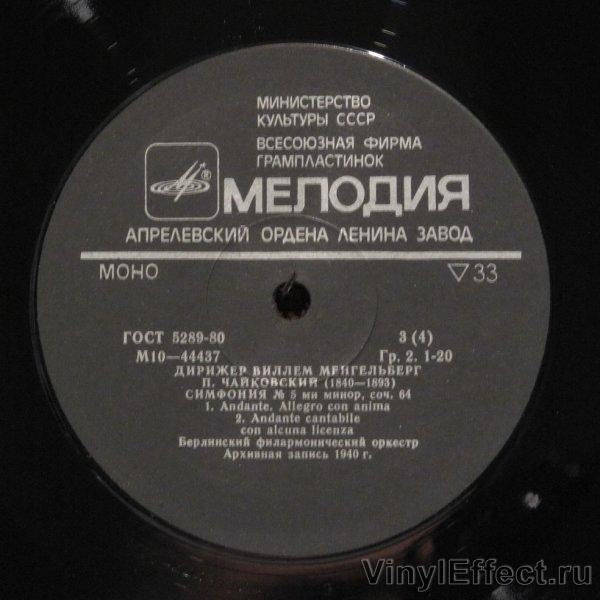 МИНИСТЕРСТВО
КУЛЬТУРЫ СССР
ВСЕСОЮЗНАЯ ФИРМА
ГРАМПЛАСТИНОК
®
МЕЛОДИЯ
АПРЕЛЕВСКИЙ ОРДЕНА ЛЕНИНА ЗАВОД
МОНО ▽33
ГОСТ 5289-80 3 (4)
М10—44437 Гр. 2. 1-20
ДИРИЖЕР ВИЛЛЕМ МЕНГЕЛЬБЕРГ
П. ЧАЙКОВСКИЙ (1840—1893)
СИМФОНИЯ № 5 ми минор, соч. 64
1. Andante. Allegro con anima
2. Andante cantabile
con alcuna licenza
Берлинский филармонический оркестр
Архивная запись 1940 г.
VinylEffect.ru